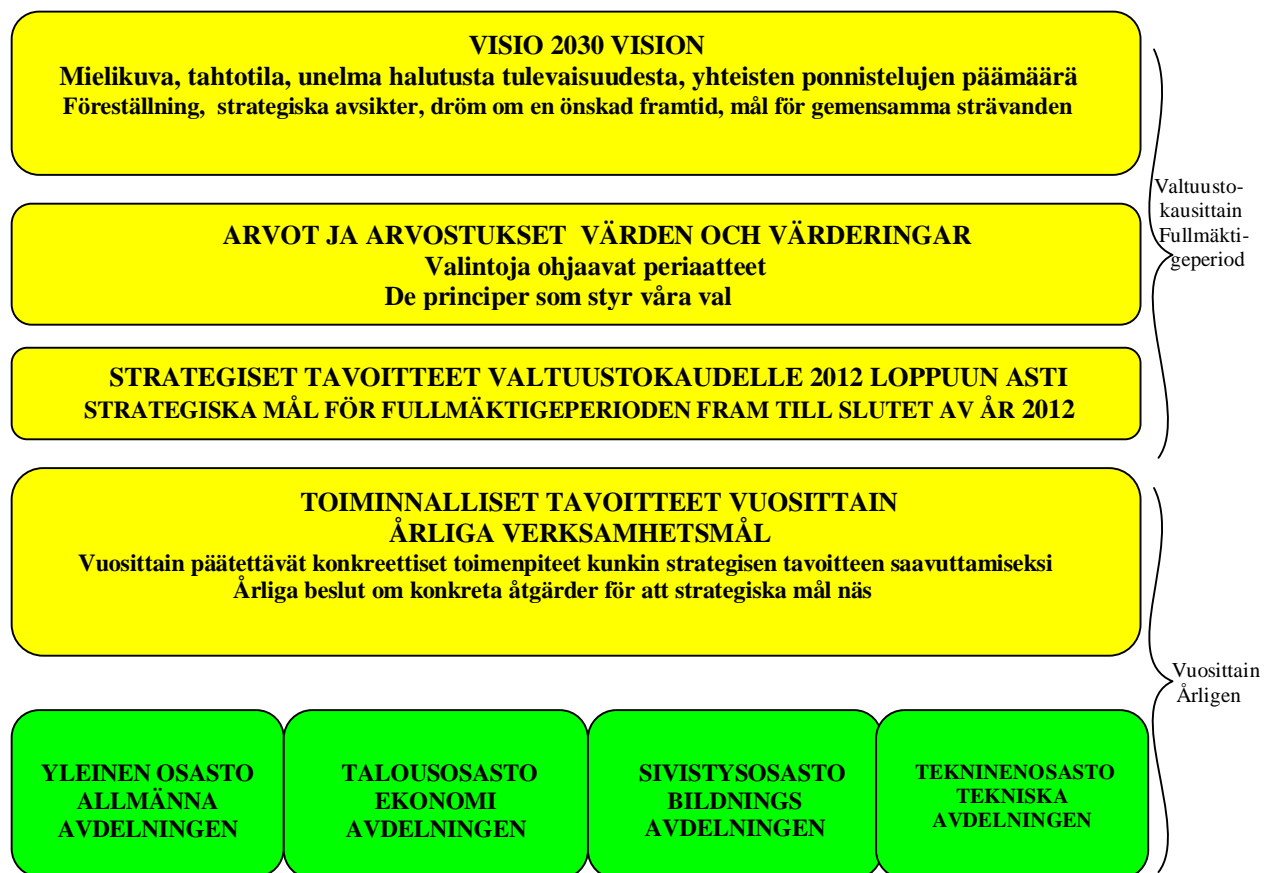 VISIO 2030 VISION
Mielikuva, tahtotila, unelma halutusta tulevaisuudesta, yhteisten ponnistelujen päämäärä
Föreställning, strategiska avsikter, dröm om en önskad framtid, mål för gemensamma strävanden
Valtuusto-
kausittain
Fullmäkti-
geperiod
ARVOT JA ARVOSTUKSET VÄRDEN OCH VÄRDERINGAR
Valintoja ohjaavat periaatteet
De principer som styr våra val
STRATEGISET TAVOITTEET VALTUUSTOKAUDELLE 2012 LOPPUUN ASTI
STRATEGISKA MÅL FÖR FULLMÄKTIGEPERIODEN FRAM TILL SLUTET AV ÅR 2012
TOIMINNALLISET TAVOITTEET VUOSITTAIN
ÅRLIGA VERKSAMHETSMÅL
Vuosittain päätettävät konkreettiset toimenpiteet kunkin strategisen tavoitteen saavuttamiseksi
Årliga beslut om konkreta åtgärder för att strategiska mål nås
Vuosittain
Årligen
YLEINEN OSASTO
ALLMÄNNA
AVDELNINGEN
TALOUSOSASTO
EKONOMI
AVDELNINGEN
SIVISTYSOSASTO
BILDNINGS
AVDELNINGEN
TEKNINENOSASTO
TEKNISKA
AVDELNINGEN